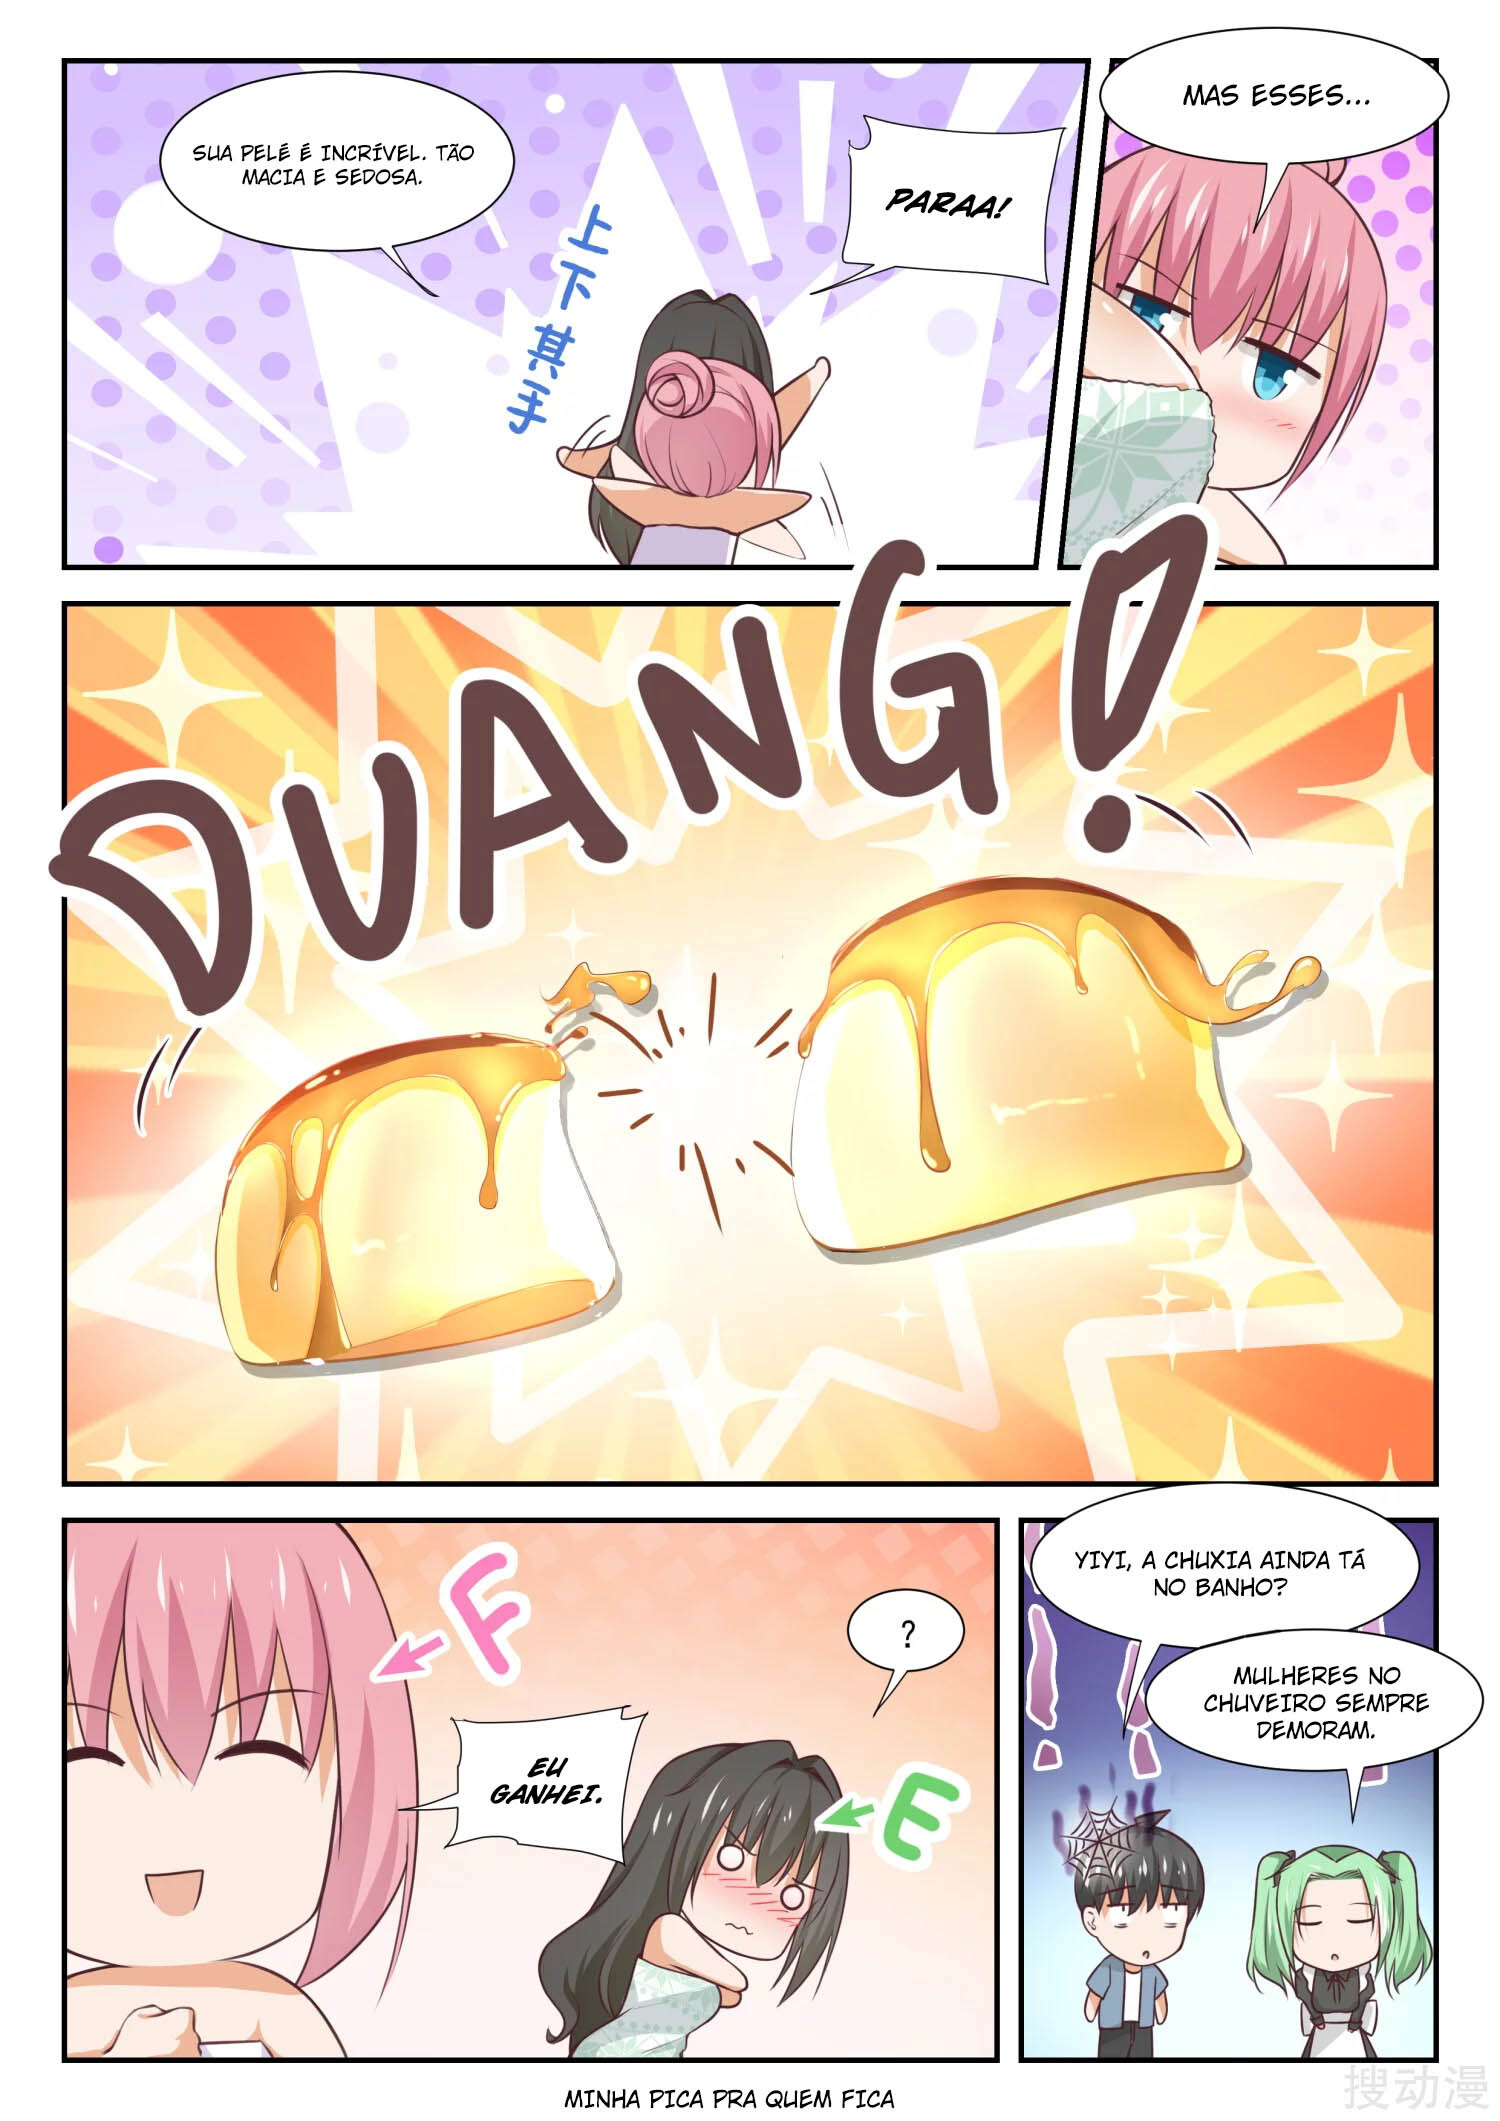 SUA PELÉ É INCRÍVEL. TÃO
MACIA E SEDOSA.
上下其手
PARAA!
MAS ESSES...
DUANG!
F
EU
GANHEI.
?
E
YIYI, A CHUXIA AINDA TÁ
NO BANHO?
MULHERES NO
CHUVEIRO SEMPRE
DEMORAM.
MINHA PICA PRA QUEM FICA
搜动漫